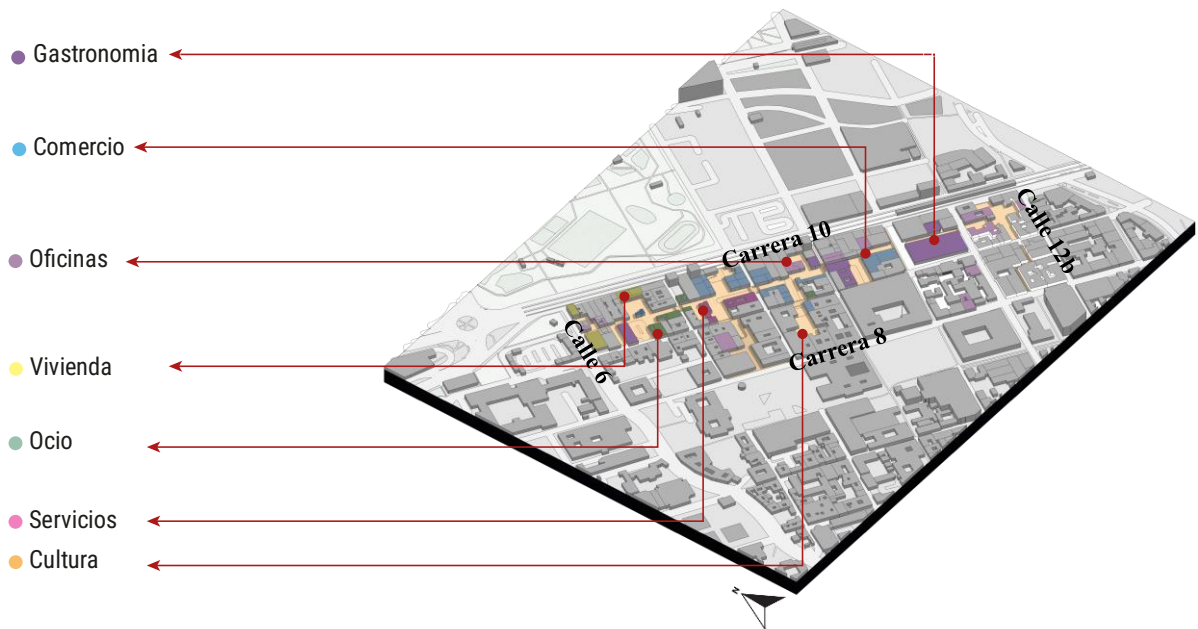 Gastronomia
Comercio
Oficinas
Vivienda
Ocio
Servicios
Cultura
Carrera 10
Calle 12b
Calle 6
Carrera 8
N